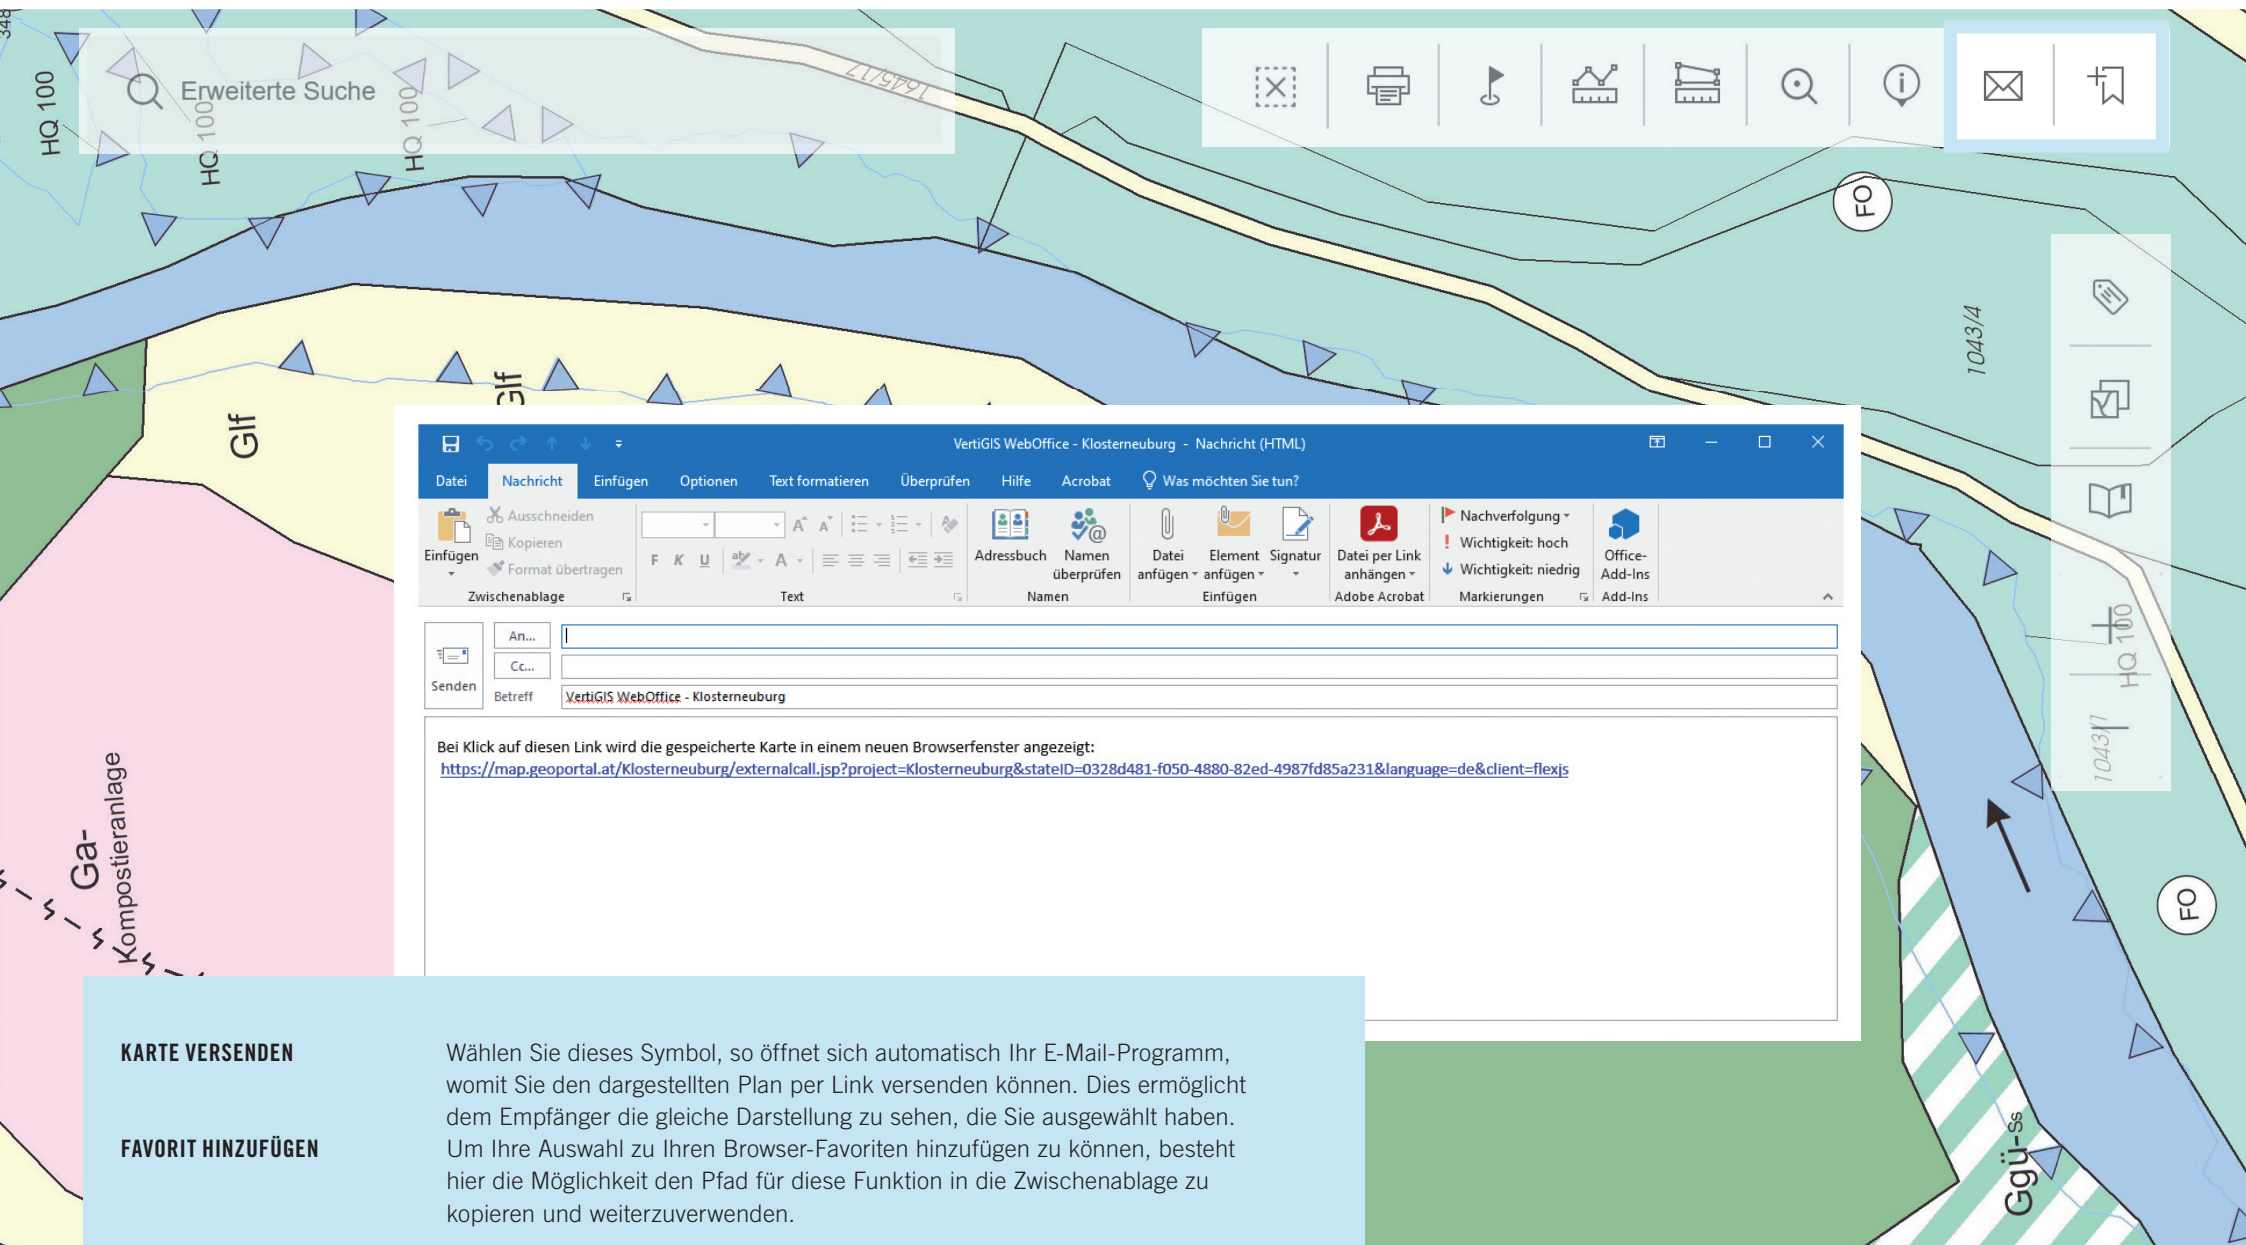 348
HQ 100
Erweiterte Suche
HQ 100
HQ 100
1645/17
FO
1043/4
Glf
Glf
VertiGIS WebOffice - Klosterneuburg - Nachricht (HTML)
Datei Nachricht Einfügen Optionen Text formatieren Überprüfen Hilfe Acrobat Was möchten Sie tun?
Einfügen
Ausschneiden
Kopieren
Format übertragen
Zwischenablage
F K U
Text
Adressbuch
Namen überprüfen
Namen
Datei anfügen
Element anfügen
Signatur
Einfügen
Datei per Link anhängen
Adobe Acrobat
Nachverfolgung
Wichtigkeit: hoch
Wichtigkeit: niedrig
Markierungen
Office-Add-Ins
Add-Ins
Senden
An...
Cc...
Betreff VertiGIS WebOffice - Klosterneuburg
Bei Klick auf diesen Link wird die gespeicherte Karte in einem neuen Browserfenster angezeigt:
https://map.geoportal.at/Klosterneuburg/externalcall.jsp?project=Klosterneuburg&stateID=0328d481-f050-4880-82ed-4987fd85a231&language=de&client=flexjs
HQ 100
1043/1
Ga-
Kompostieranlage
FO
Ggü-Ss
KARTE VERSENDEN
Wählen Sie dieses Symbol, so öffnet sich automatisch Ihr E-Mail-Programm,
womit Sie den dargestellten Plan per Link versenden können. Dies ermöglicht
dem Empfänger die gleiche Darstellung zu sehen, die Sie ausgewählt haben.
FAVORIT HINZUFÜGEN
Um Ihre Auswahl zu Ihren Browser-Favoriten hinzufügen zu können, besteht
hier die Möglichkeit den Pfad für diese Funktion in die Zwischenablage zu
kopieren und weiterzuverwenden.